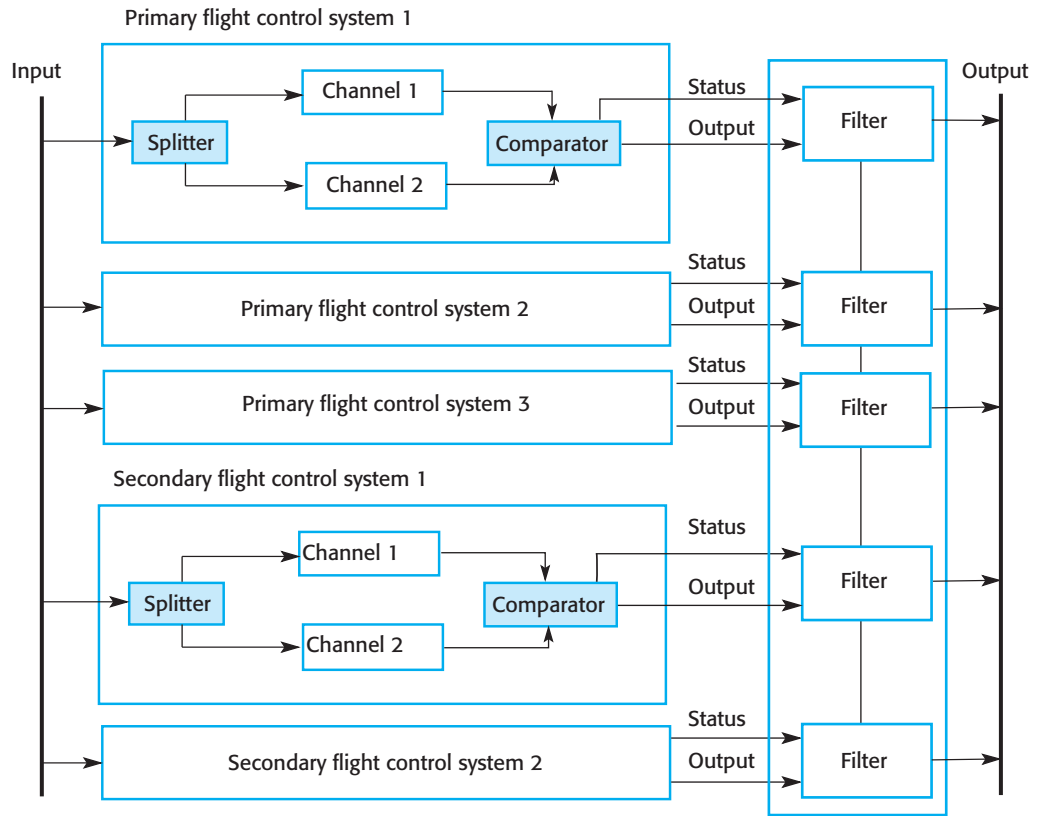 Primary flight control system 1
Input
Output
Channel 1
Status
Filter
Splitter
Comparator
Output
Channel 2
Status
Primary flight control system 2
Output
Filter
Status
Primary flight control system 3
Output
Filter
Secondary flight control system 1
Status
Channel 1
Filter
Splitter
Comparator
Output
Channel 2
Status
Secondary flight control system 2
Output
Filter